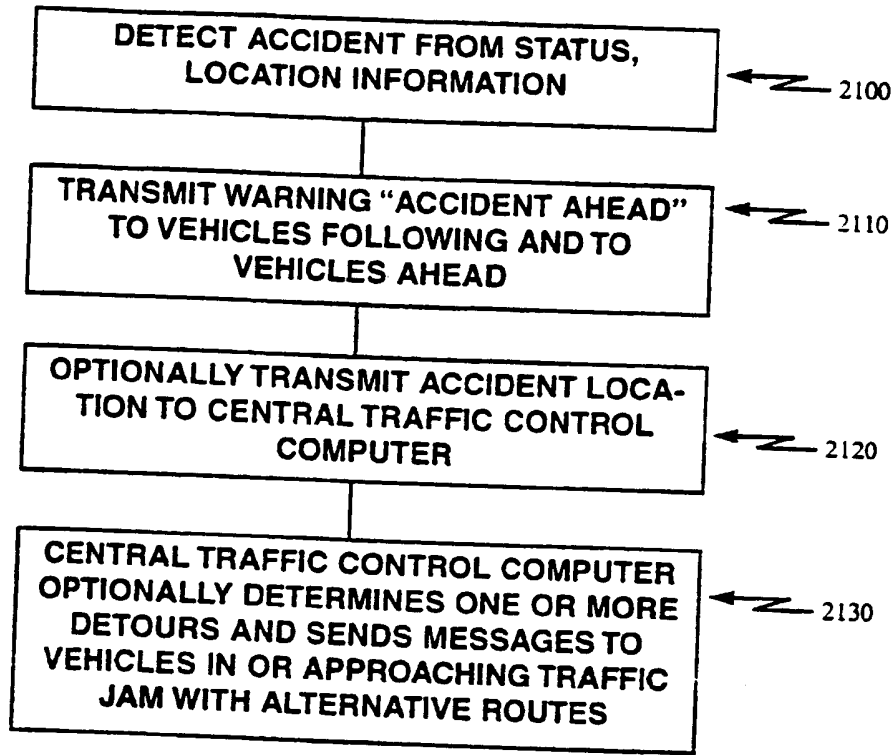 DETECT ACCIDENT FROM STATUS,
LOCATION INFORMATION
2100
TRANSMIT WARNING “ACCIDENT AHEAD”
TO VEHICLES FOLLOWING AND TO
VEHICLES AHEAD
2110
OPTIONALLY TRANSMIT ACCIDENT LOCA-
TION TO CENTRAL TRAFFIC CONTROL
COMPUTER
2120
CENTRAL TRAFFIC CONTROL COMPUTER
OPTIONALLY DETERMINES ONE OR MORE
DETOURS AND SENDS MESSAGES TO
VEHICLES IN OR APPROACHING TRAFFIC
JAM WITH ALTERNATIVE ROUTES
2130